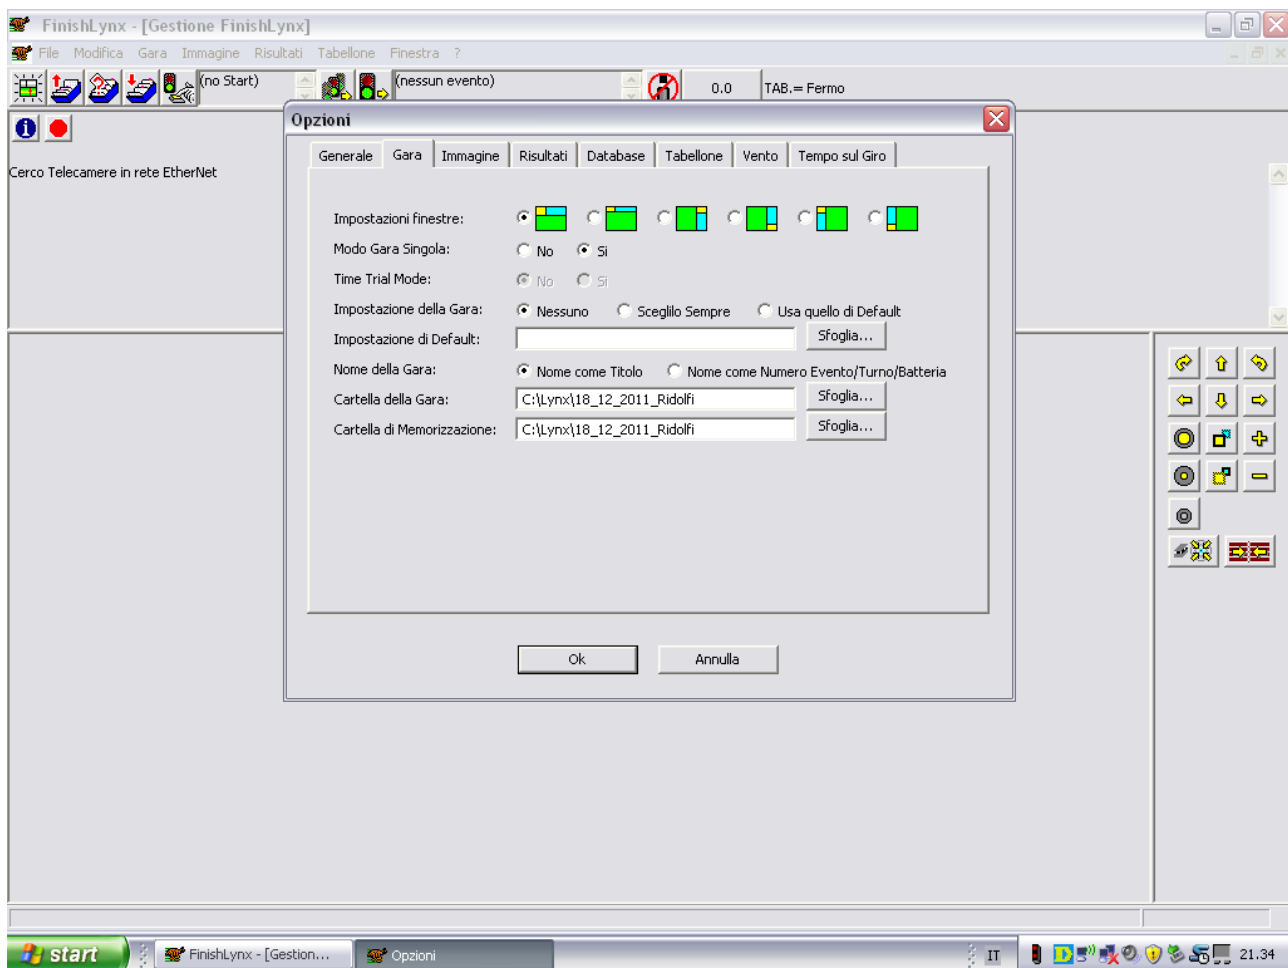 FinishLynx - [Gestione FinishLynx]
File Modifica Gara Immagine Risultati Tabellone Finestra ?
(no Start) (nessun evento) 0.0 TAB.= Fermo
Cerco Telecamere in rete EtherNet
Opzioni
Generale Gara Immagine Risultati Database Tabellone Vento Tempo sul Giro
Impostazioni finestre:
Modo Gara Singola: No Si
Time Trial Mode: No Si
Impostazione della Gara: Nessuno Sceglilo Sempre Usa quello di Default
Impostazione di Default: Sfoglia...
Nome della Gara: Nome come Titolo Nome come Numero Evento/Turno/Batteria
Cartella della Gara: C:\Lynx\18_12_2011_Ridolfi Sfoglia...
Cartella di Memorizzazione: C:\Lynx\18_12_2011_Ridolfi Sfoglia...
Ok Annulla
start FinishLynx - [Gestion... Opzioni IT 21.34